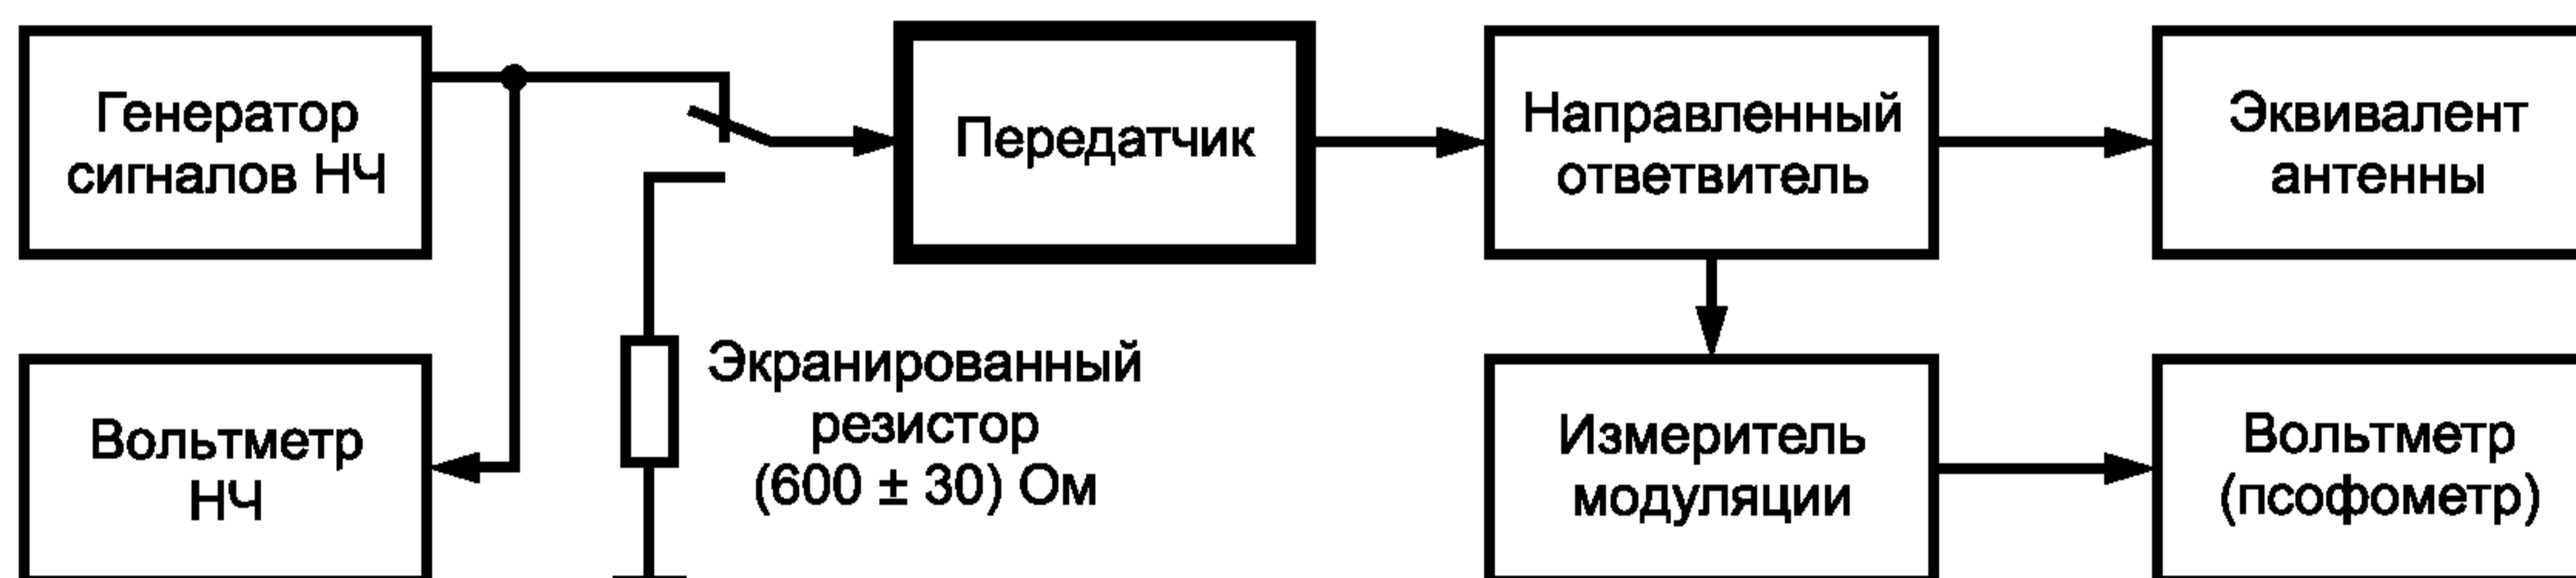 Генератор
сигналов НЧ
Передатчик
Направленный
ответвитель
Эквивалент
антенны
Вольтметр
НЧ
Экранированный
резистор
(600 ± 30) Ом
Измеритель
модуляции
Вольтметр
(псофометр)